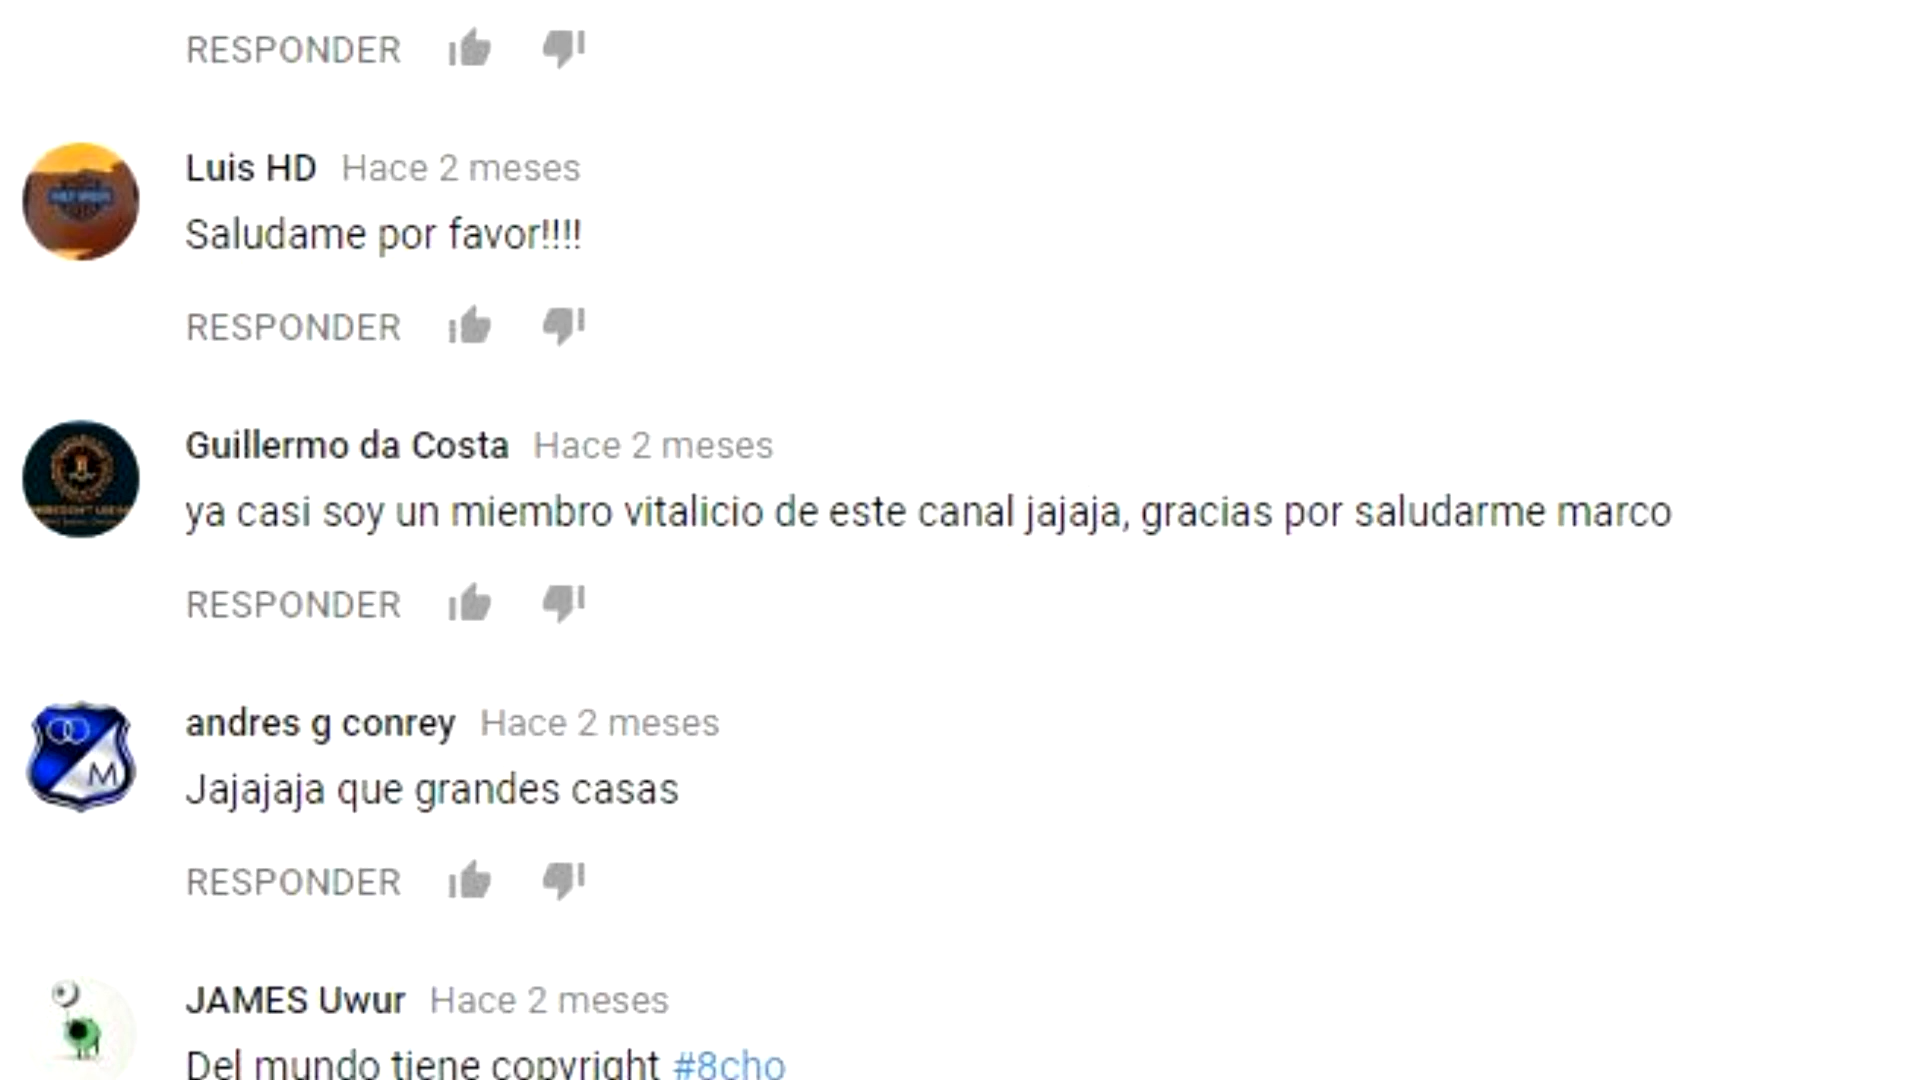 RESPONDER
Luis HD Hace 2 meses
Saludame por favor!!!!
RESPONDER
Guillermo da Costa Hace 2 meses
ya casi soy un miembro vitalicio de este canal jajaja, gracias por saludarme marco
RESPONDER
andres g conrey Hace 2 meses
Jajajaja que grandes casas
RESPONDER
M
JAMES Uwur Hace 2 meses
Del mundo tiene copyright #8cho